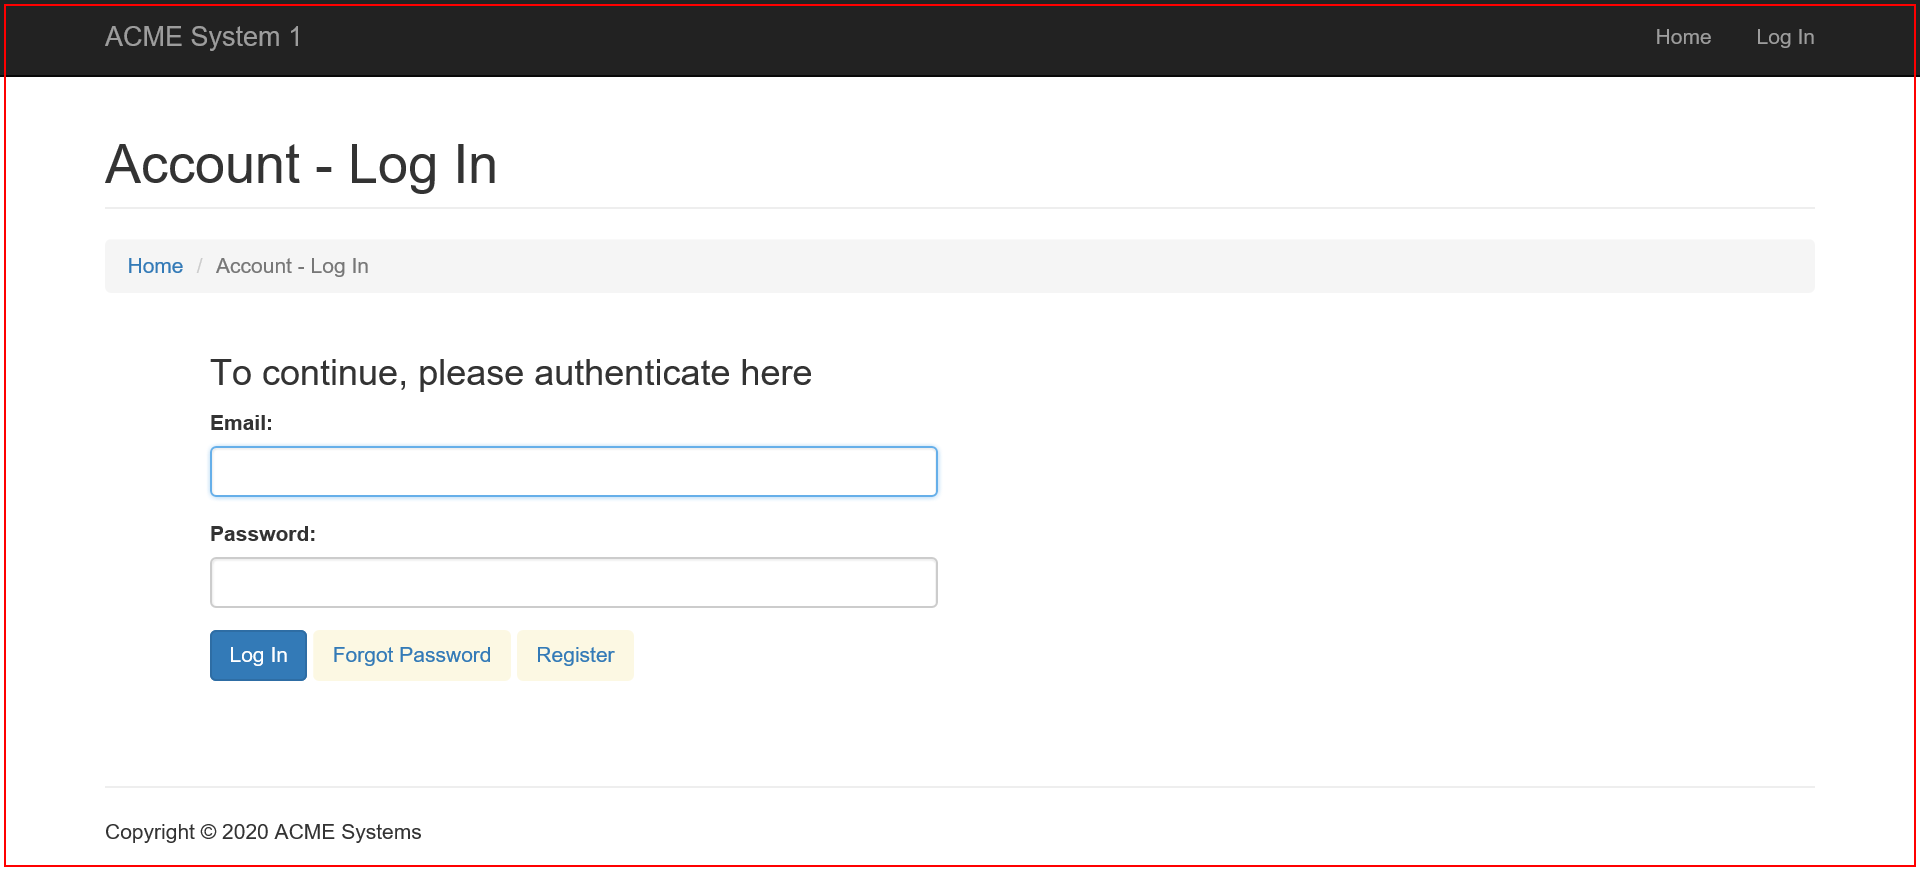 ACME System 1 Home Log In
Account - Log In
Home / Account - Log In
To continue, please authenticate here
Email:
Password:
Log In Forgot Password Register
Copyright © 2020 ACME Systems